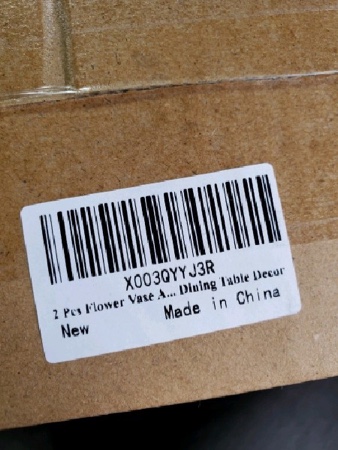 X003QYYJ3R
2 Pcs Flower Vase A... Dining Table Decor
New
Made in China